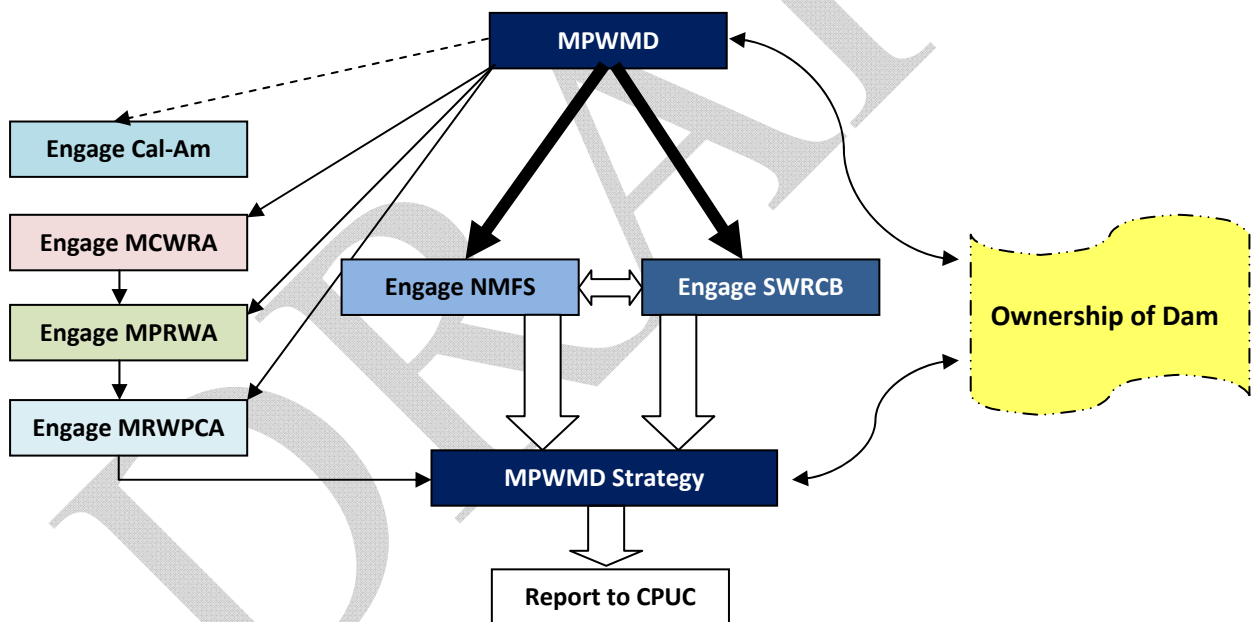 MPWMD
Engage Cal-Am
Engage MCWRA
Engage NMFS
Engage SWRCB
Engage MPRWA
Ownership of Dam
Engage MRWPCA
MPWMD Strategy
Report to CPUC
DRAFT